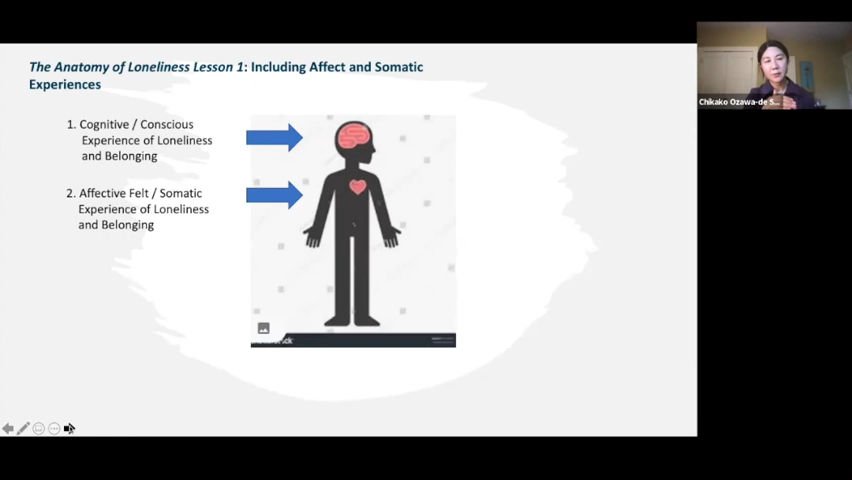 The Anatomy of Loneliness Lesson 1: Including Affect and Somatic
Experiences
1. Cognitive / Conscious
Experience of Loneliness
and Belonging
2. Affective Felt / Somatic
Experience of Loneliness
and Belonging
Chikako Ozawa-de S...